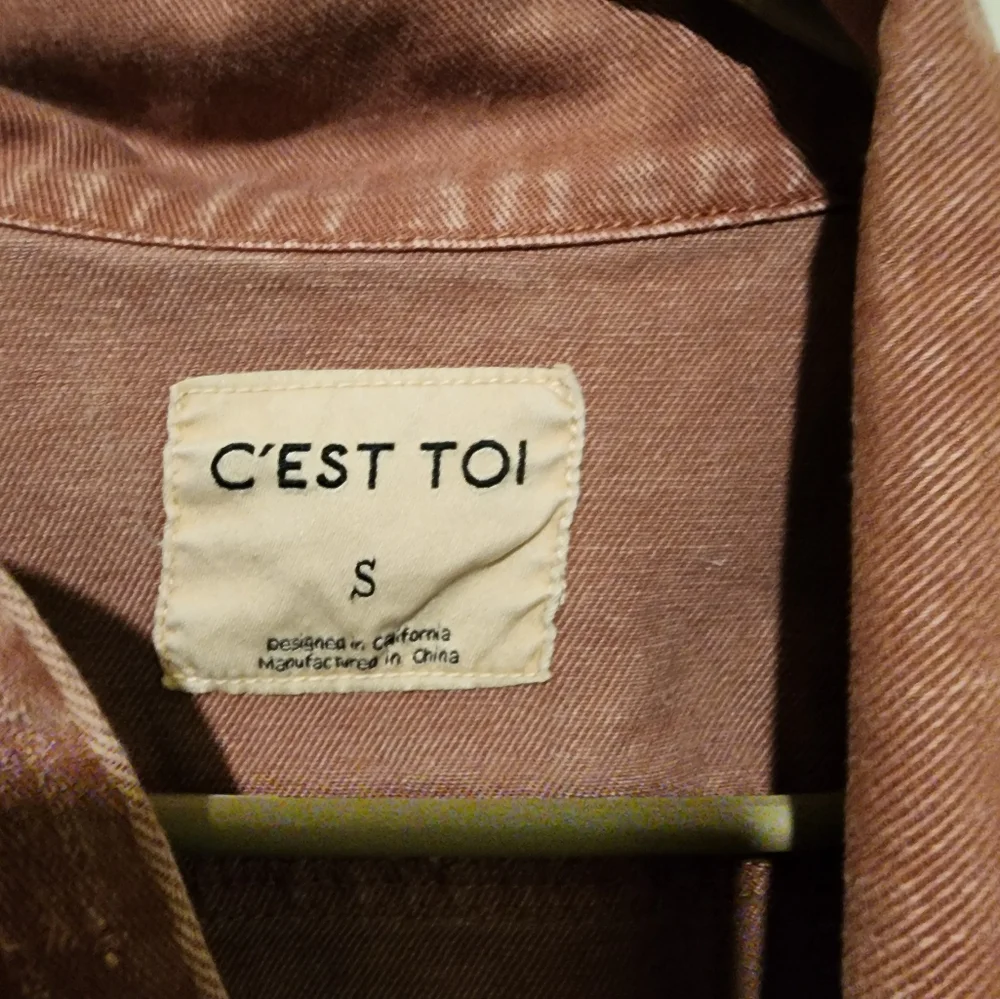 C'EST TOI
S
Designed in California
Manufactured in China